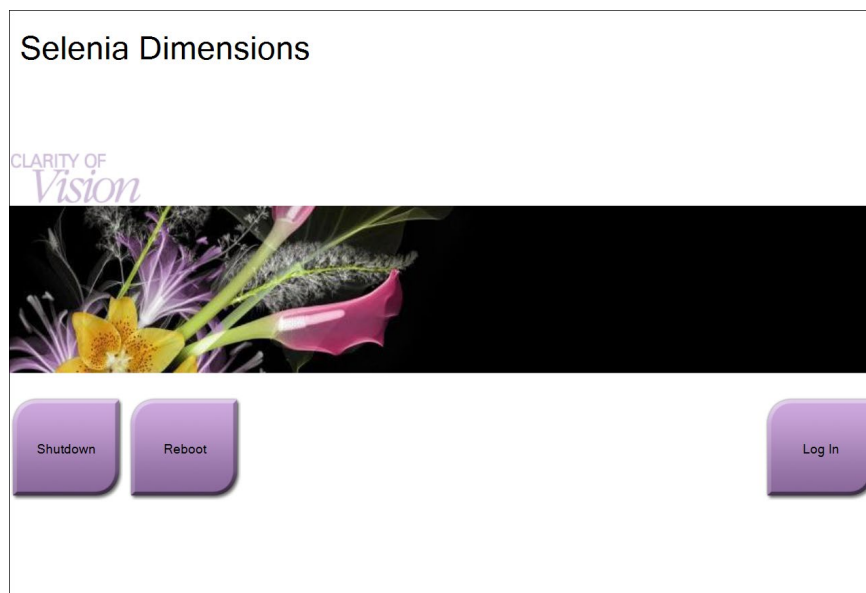 Selenia Dimensions
CLARITY OF
Vision
Shutdown
Reboot
Log In